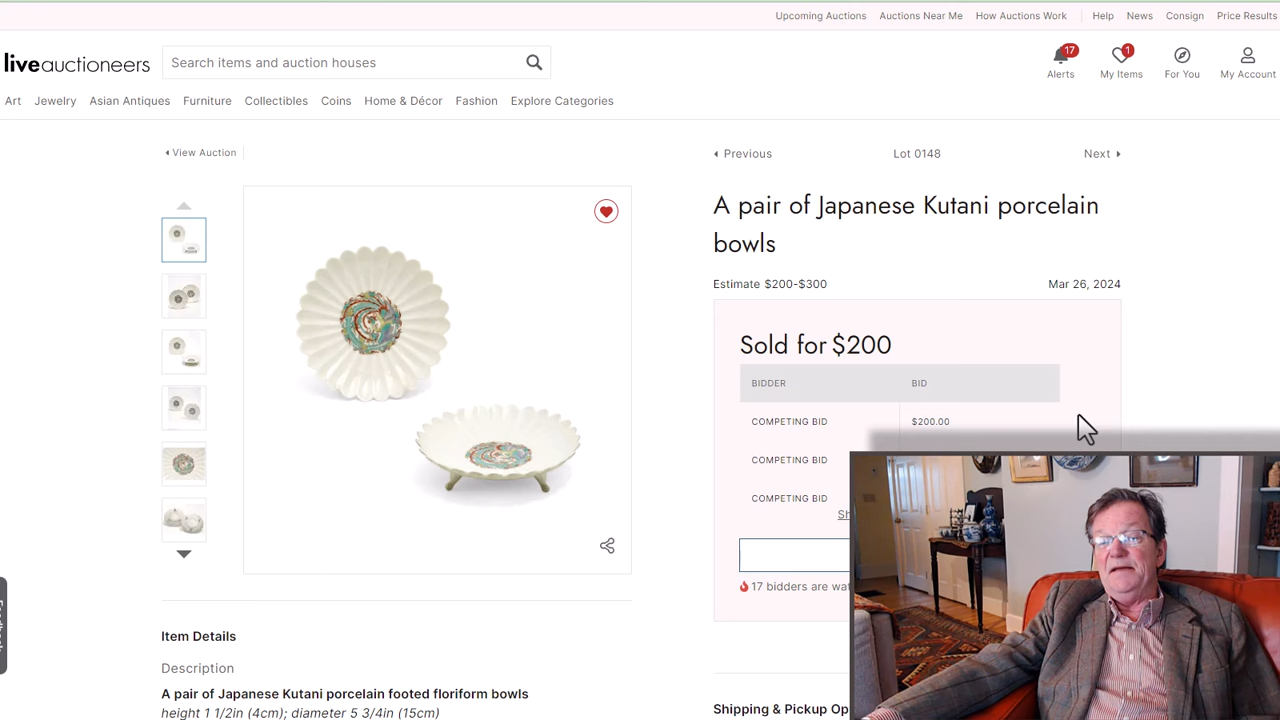 Upcoming Auctions Auctions Near Me How Auctions Work Help News Consign Price Results
liveauctioneers Search items and auction houses
17 1
Alerts My Items For You My Account
Art Jewelry Asian Antiques Furniture Collectibles Coins Home & Décor Fashion Explore Categories
View Auction
Previous Lot 0148 Next
A pair of Japanese Kutani porcelain
bowls
Estimate $200-$300 Mar 26, 2024
Sold for $200
BIDDER BID
COMPETING BID $200.00
COMPETING BID
COMPETING BID
17 bidders are
Item Details
Description
A pair of Japanese Kutani porcelain footed floriform bowls
height 1 1/2in (4cm); diameter 5 3/4in (15cm)
Shipping & Pickup